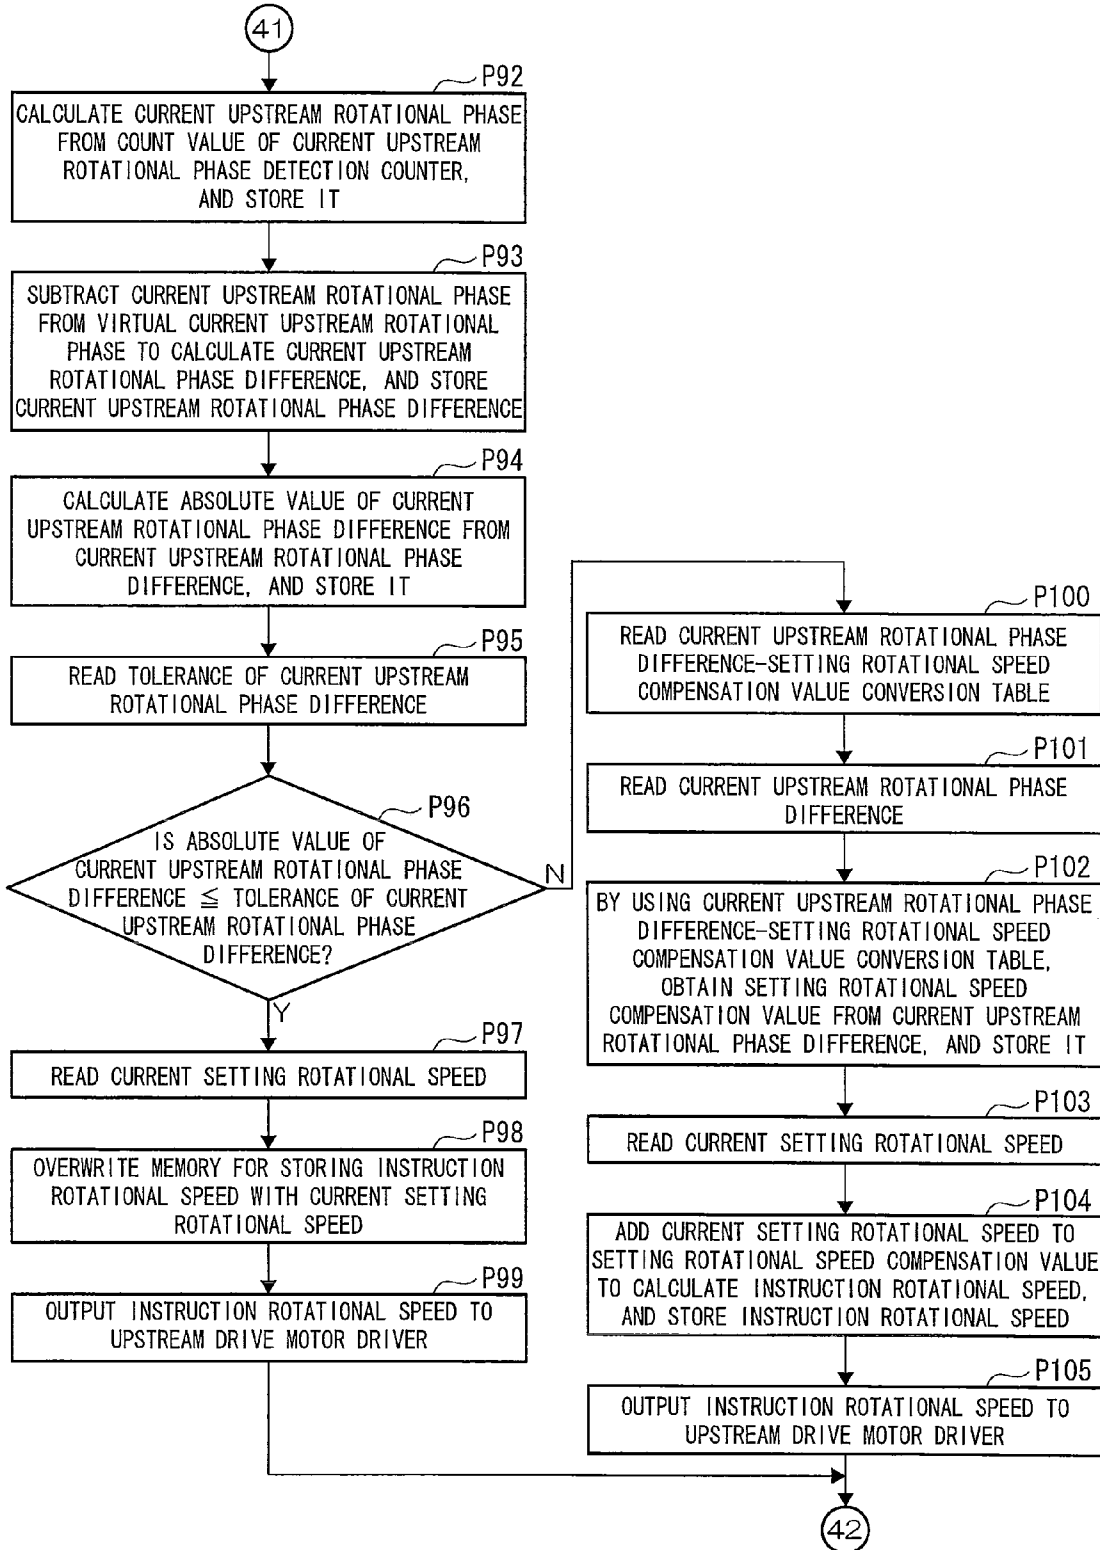 41
P92
CALCULATE CURRENT UPSTREAM ROTATIONAL PHASE
FROM COUNT VALUE OF CURRENT UPSTREAM
ROTATIONAL PHASE DETECTION COUNTER,
AND STORE IT
P93
SUBTRACT CURRENT UPSTREAM ROTATIONAL PHASE
FROM VIRTUAL CURRENT UPSTREAM ROTATIONAL
PHASE TO CALCULATE CURRENT UPSTREAM
ROTATIONAL PHASE DIFFERENCE, AND STORE
CURRENT UPSTREAM ROTATIONAL PHASE DIFFERENCE
P94
CALCULATE ABSOLUTE VALUE OF CURRENT
UPSTREAM ROTATIONAL PHASE DIFFERENCE FROM
CURRENT UPSTREAM ROTATIONAL PHASE
DIFFERENCE, AND STORE IT
P95
READ TOLERANCE OF CURRENT UPSTREAM
ROTATIONAL PHASE DIFFERENCE
P96
IS ABSOLUTE VALUE OF
CURRENT UPSTREAM ROTATIONAL PHASE
DIFFERENCE ≦ TOLERANCE OF CURRENT
UPSTREAM ROTATIONAL PHASE
DIFFERENCE?
N
Y
P97
READ CURRENT SETTING ROTATIONAL SPEED
P98
OVERWRITE MEMORY FOR STORING INSTRUCTION
ROTATIONAL SPEED WITH CURRENT SETTING
ROTATIONAL SPEED
P99
OUTPUT INSTRUCTION ROTATIONAL SPEED TO
UPSTREAM DRIVE MOTOR DRIVER
P100
READ CURRENT UPSTREAM ROTATIONAL PHASE
DIFFERENCE-SETTING ROTATIONAL SPEED
COMPENSATION VALUE CONVERSION TABLE
P101
READ CURRENT UPSTREAM ROTATIONAL PHASE
DIFFERENCE
P102
BY USING CURRENT UPSTREAM ROTATIONAL PHASE
DIFFERENCE-SETTING ROTATIONAL SPEED
COMPENSATION VALUE CONVERSION TABLE,
OBTAIN SETTING ROTATIONAL SPEED
COMPENSATION VALUE FROM CURRENT UPSTREAM
ROTATIONAL PHASE DIFFERENCE, AND STORE IT
P103
READ CURRENT SETTING ROTATIONAL SPEED
P104
ADD CURRENT SETTING ROTATIONAL SPEED TO
SETTING ROTATIONAL SPEED COMPENSATION VALUE
TO CALCULATE INSTRUCTION ROTATIONAL SPEED,
AND STORE INSTRUCTION ROTATIONAL SPEED
P105
OUTPUT INSTRUCTION ROTATIONAL SPEED TO
UPSTREAM DRIVE MOTOR DRIVER
42